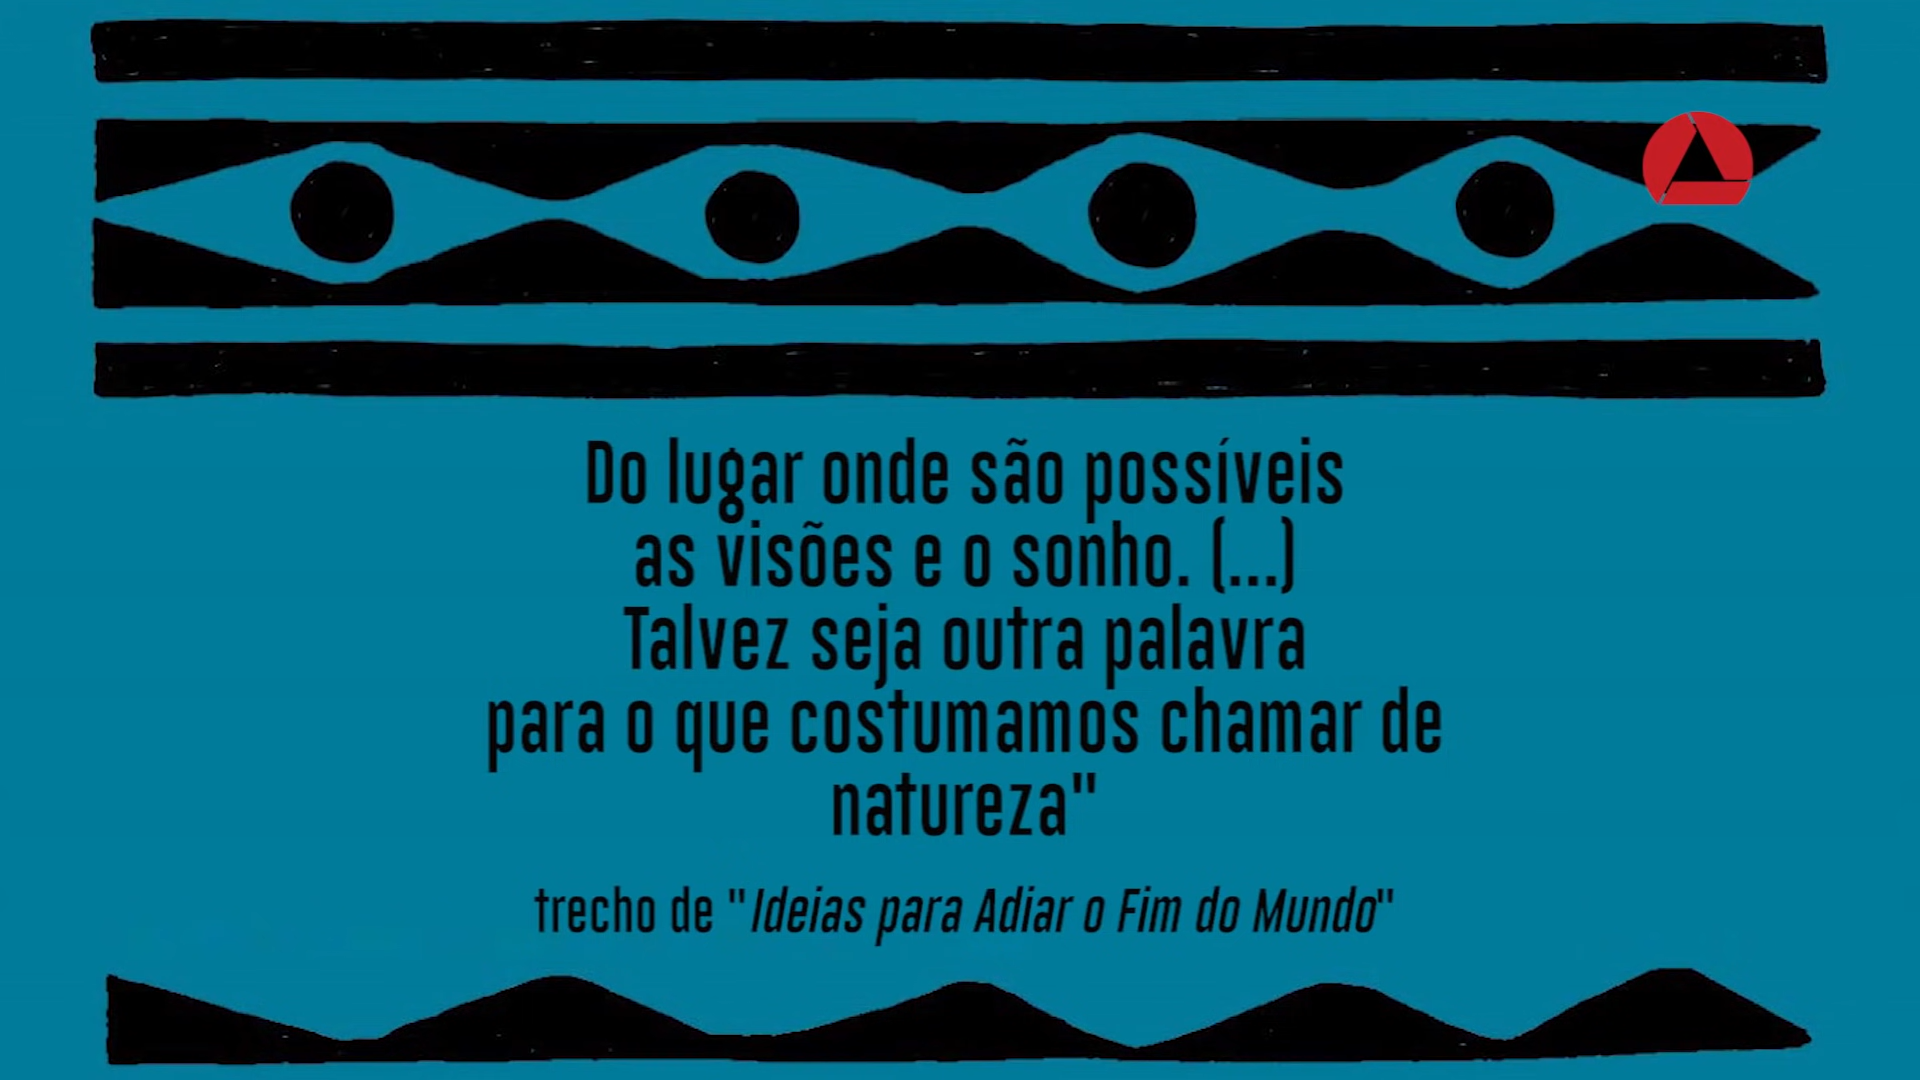 Do lugar onde são possíveis
as visões e o sonho. (...)
Talvez seja outra palavra
para o que costumamos chamar de
natureza"
trecho de "Ideias para Adiar o Fim do Mundo"